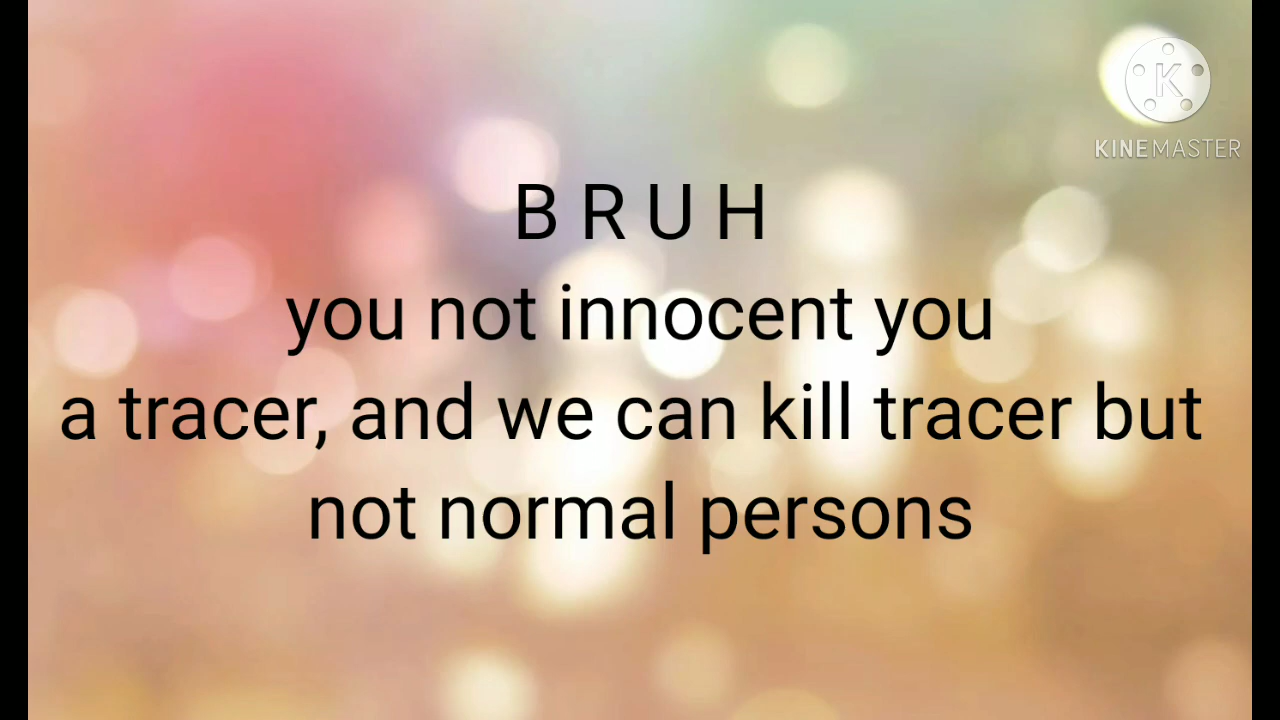 K
KINEMASTER
B R U H
you not innocent you
a tracer, and we can kill tracer but
not normal persons